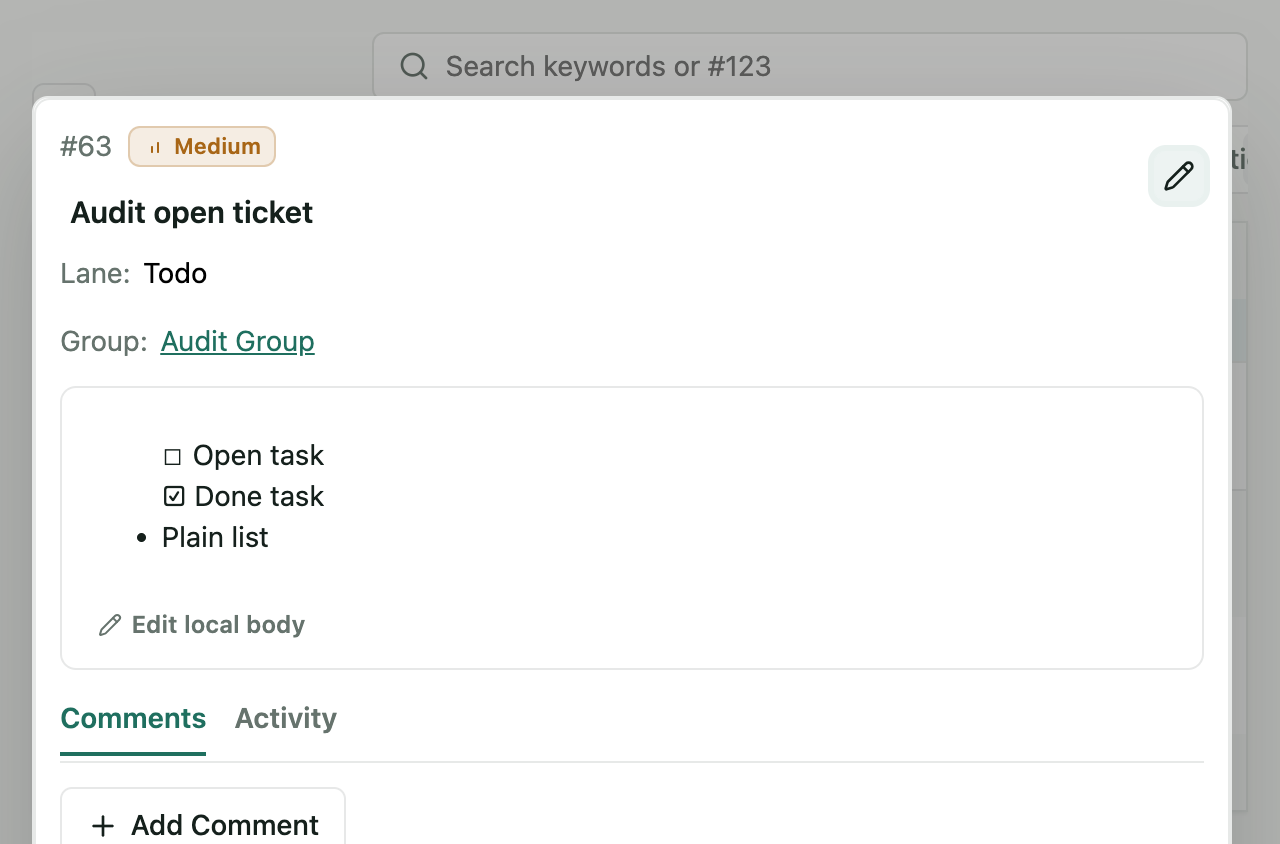 Search keywords or #123
#63 Medium
Audit open ticket
Lane: Todo
Group: Audit Group
Open task
Done task
Plain list
Edit local body
Comments Activity
Add Comment